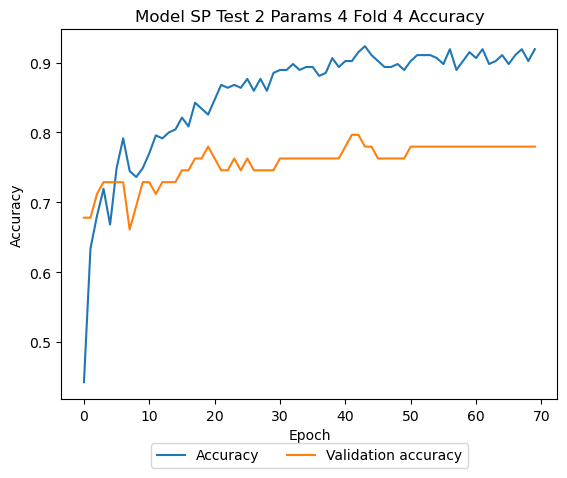 Model SP Test 2 Params 4 Fold 4 Accuracy
Accuracy
0.9
0.8
0.7
0.6
0.5
0 10 20 30 40 50 60 70
Epoch
Accuracy Validation accuracy